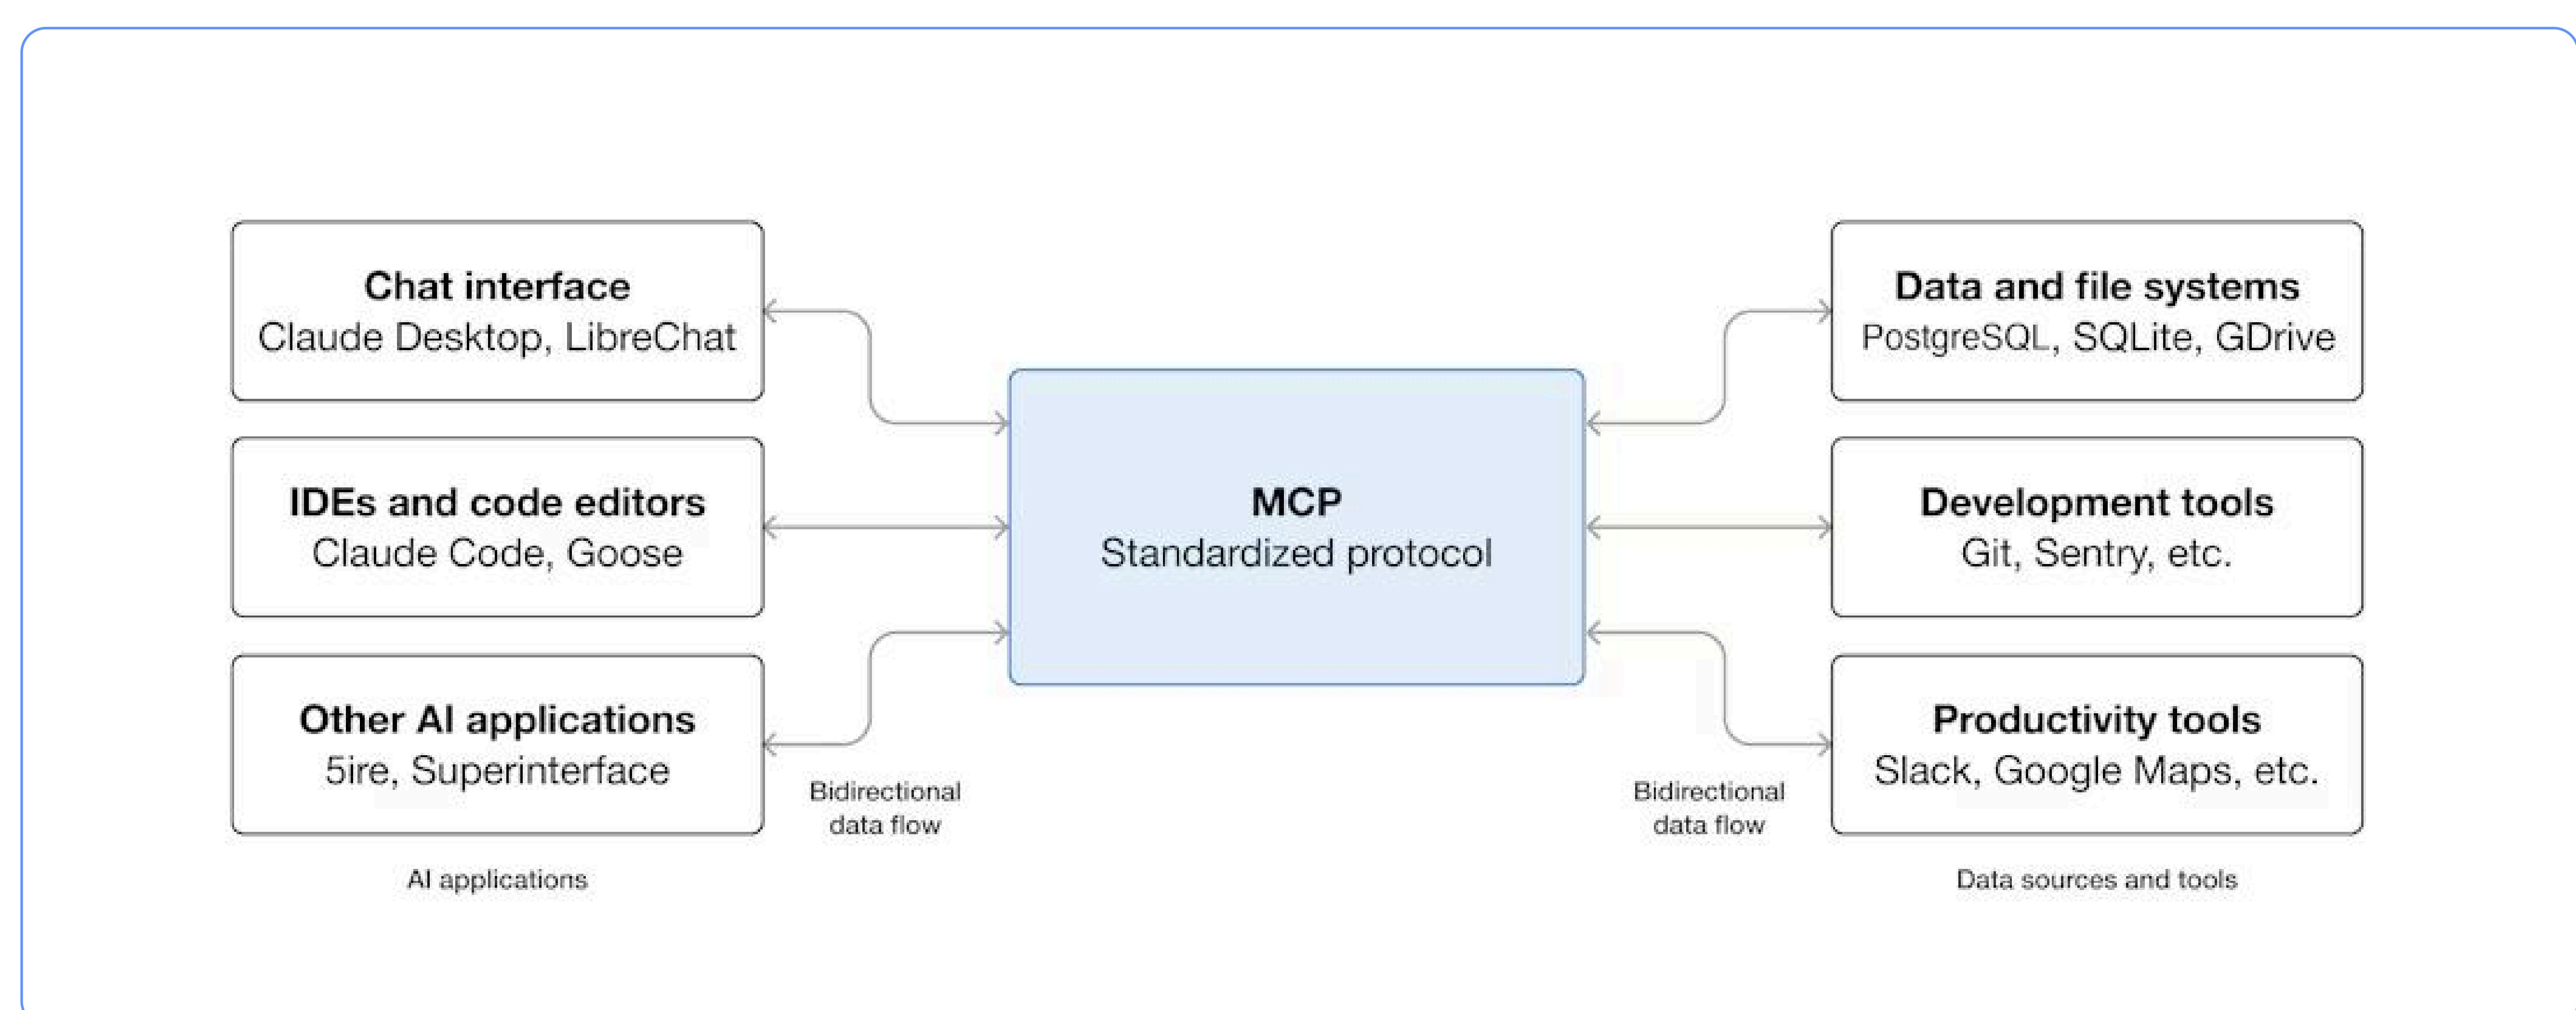 Chat interface
Claude Desktop, LibreChat
IDEs and code editors
Claude Code, Goose
Other AI applications
5ire, Superinterface
AI applications
Bidirectional
data flow
MCP
Standardized protocol
Bidirectional
data flow
Data and file systems
PostgreSQL, SQLite, GDrive
Development tools
Git, Sentry, etc.
Productivity tools
Slack, Google Maps, etc.
Data sources and tools